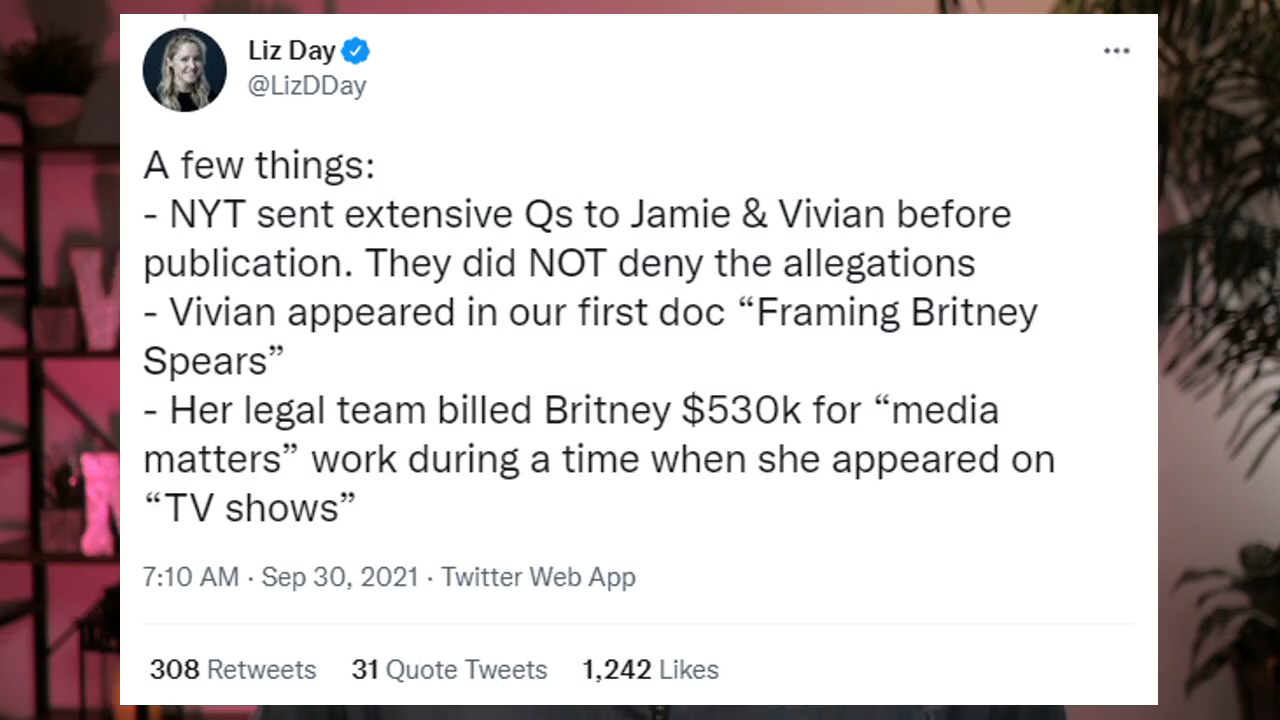 Liz Day
@LizDDay
A few things:
- NYT sent extensive Qs to Jamie & Vivian before
publication. They did NOT deny the allegations
- Vivian appeared in our first doc “Framing Britney
Spears”
- Her legal team billed Britney $530k for “media
matters” work during a time when she appeared on
“TV shows”
7:10 AM · Sep 30, 2021 · Twitter Web App
308 Retweets 31 Quote Tweets 1,242 Likes